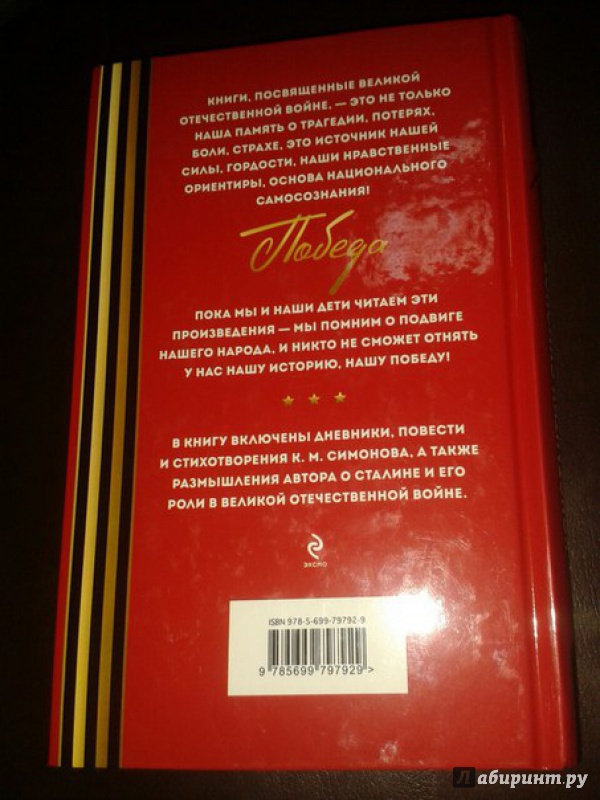 КНИГИ, ПОСВЯЩЕННЫЕ ВЕЛИКОЙ
ОТЕЧЕСТВЕННОЙ ВОЙНЕ, — ЭТО НЕ ТОЛЬКО
НАША ПАМЯТЬ О ТРАГЕДИИ, ПОТЕРЯХ,
БОЛИ, СТРАХЕ, ЭТО ИСТОЧНИК НАШЕЙ
СИЛЫ, ГОРДОСТИ, НАШИ НРАВСТВЕННЫЕ
ОРИЕНТИРЫ, ОСНОВА НАЦИОНАЛЬНОГО
САМОСОЗНАНИЯ!
Победа
ПОКА МЫ И НАШИ ДЕТИ ЧИТАЕМ ЭТИ
ПРОИЗВЕДЕНИЯ — МЫ ПОМНИМ О ПОДВИГЕ
НАШЕГО НАРОДА, И НИКТО НЕ СМОЖЕТ ОТНЯТЬ
У НАС НАШУ ИСТОРИЮ, НАШУ ПОБЕДУ!
В КНИГУ ВКЛЮЧЕНЫ ДНЕВНИКИ, ПОВЕСТИ
И СТИХОТВОРЕНИЯ К. М. СИМОНОВА, А ТАКЖЕ
РАЗМЫШЛЕНИЯ АВТОРА О СТАЛИНЕ И ЕГО
РОЛИ В ВЕЛИКОЙ ОТЕЧЕСТВЕННОЙ ВОЙНЕ.
ЭКСМО
ISBN 978-5-699-79792-9
9 785699 797929 >
Лабиринт.ру